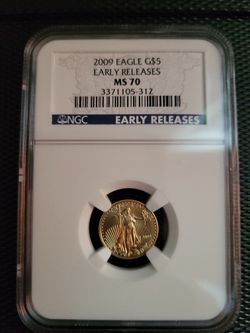 2009 EAGLE G$5
EARLY RELEASES
MS 70
3371105-312
NGC EARLY RELEASES